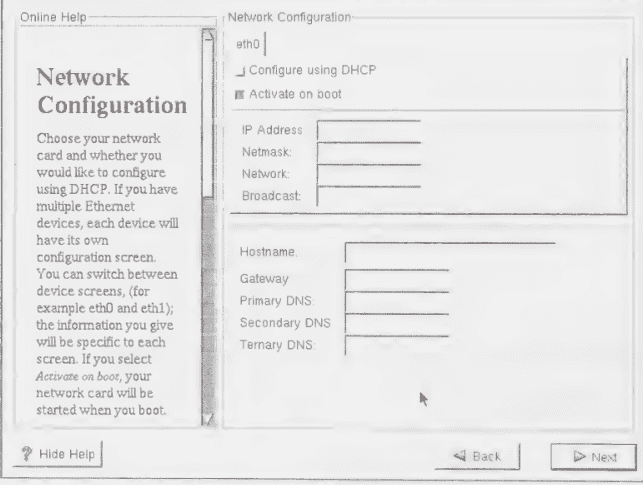 Online Help
Network
Configuration
Choose your network
card and whether you
would like to configure
using DHCP. If you have
multiple Ethernet
devices, each device will
have its own
configuration screen.
You can switch between
device screens, (for
example eth0 and eth1);
the information you give
will be specific to each
screen. If you select
Activate on boot, your
network card will be
started when you boot.
Hide Help
Network Configuration
eth0
Configure using DHCP
Activate on boot
IP Address
Netmask:
Network:
Broadcast:
Hostname.
Gateway
Primary DNS:
Secondary DNS
Ternary DNS:
Back
Next